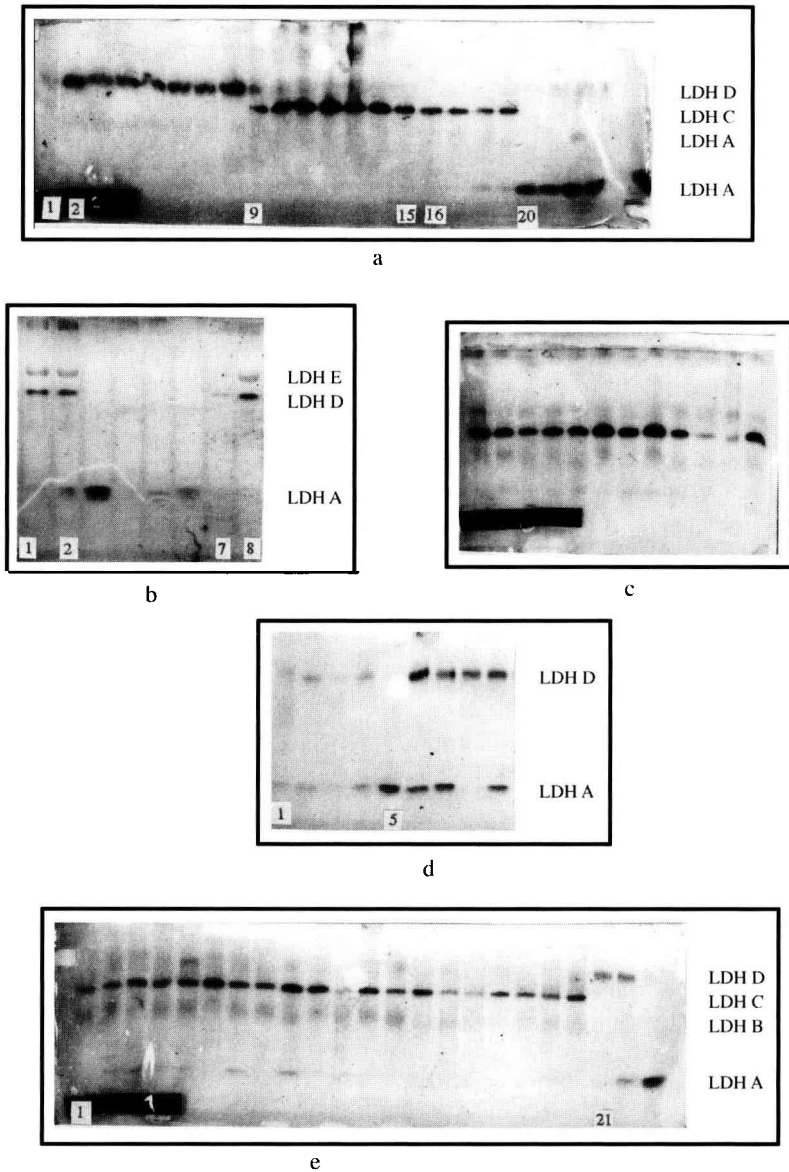 LDH D
LDH C
LDH A
LDH A
1 2 9 15 16 20
a
LDH E
LDH D
LDH A
1 2 7 8
b
c
LDH D
LDH A
1 5
d
LDH D
LDH C
LDH B
LDH A
1 21
e